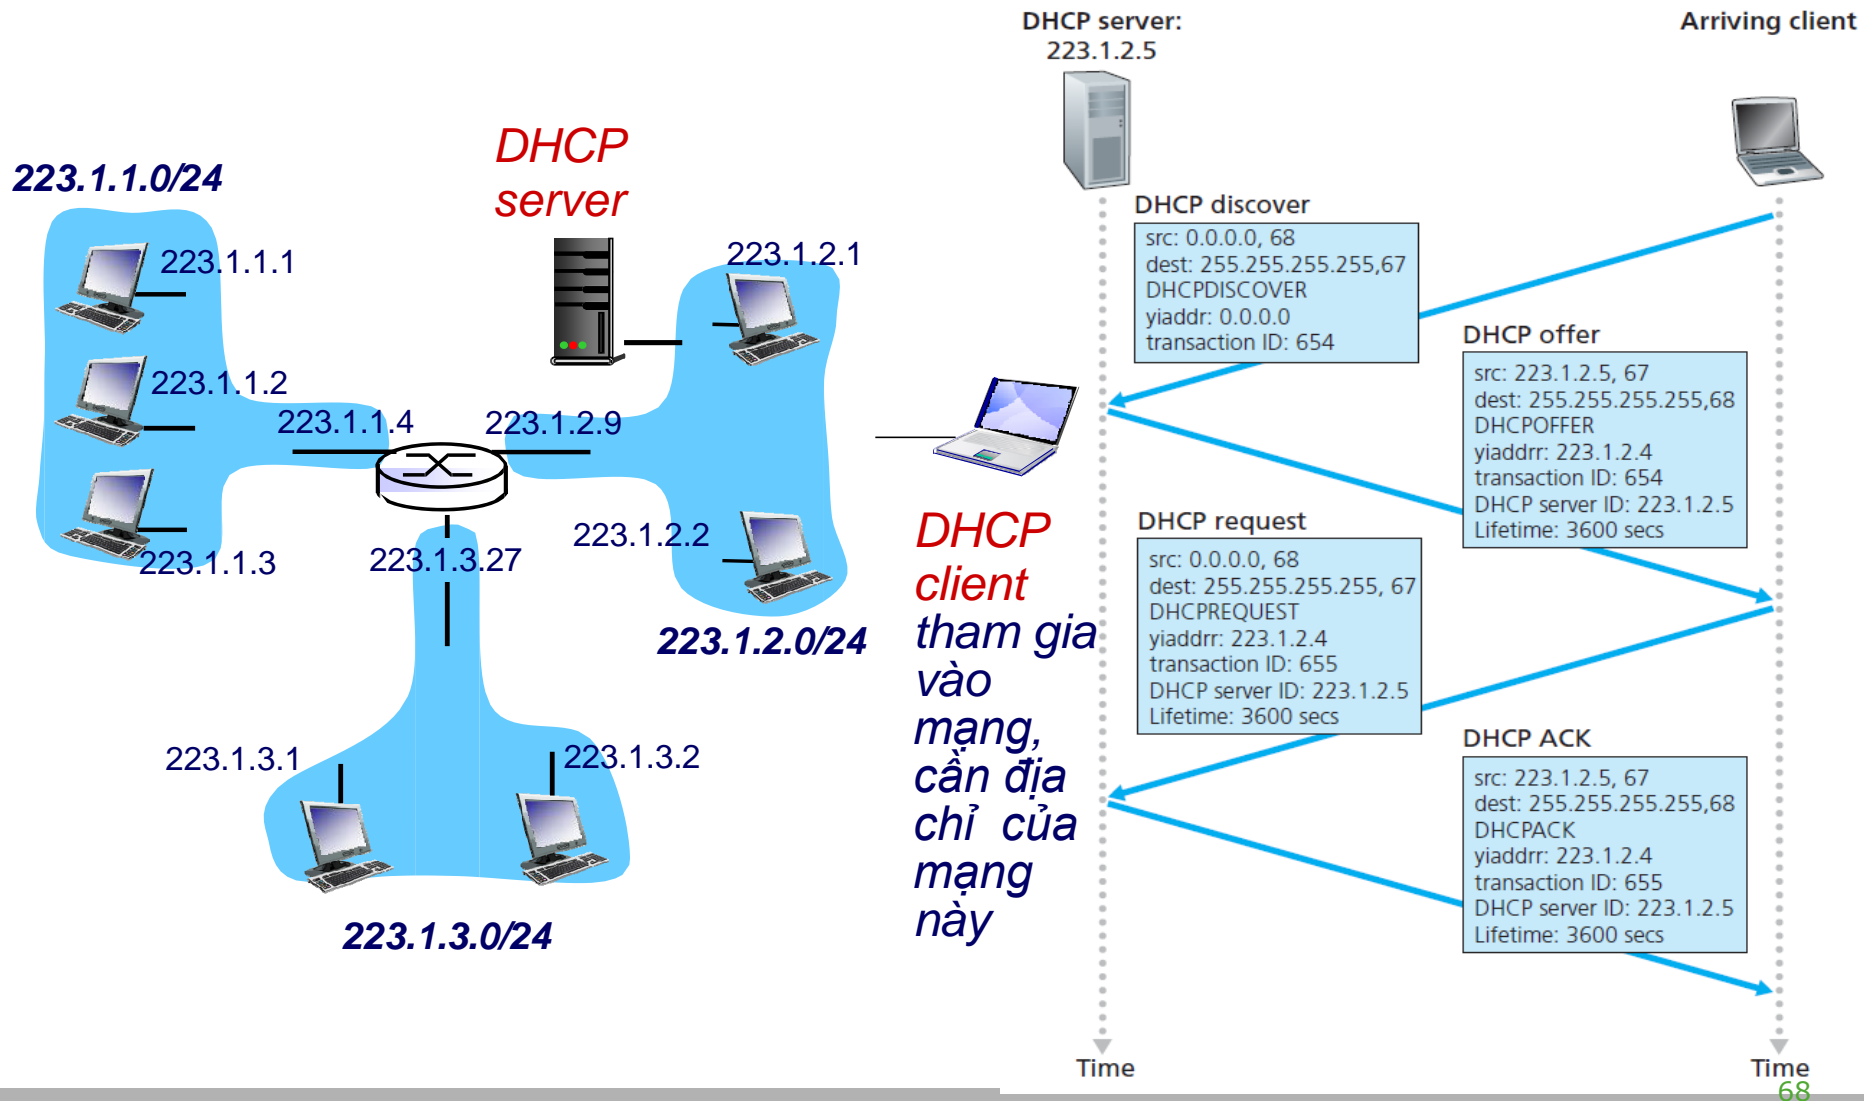 223.1.1.0/24
223.1.1.1
223.1.1.2
223.1.1.3
223.1.1.4
DHCP
server
223.1.2.1
223.1.2.9
223.1.2.2
223.1.2.0/24
223.1.3.27
223.1.3.1
223.1.3.2
223.1.3.0/24
DHCP
client
tham gia
vào
mạng,
cần địa
chỉ của
mạng
này
DHCP server:
223.1.2.5
Arriving client
DHCP discover
src: 0.0.0.0, 68
dest: 255.255.255.255,67
DHCPDISCOVER
yiaddr: 0.0.0.0
transaction ID: 654
DHCP offer
src: 223.1.2.5, 67
dest: 255.255.255.255,68
DHCPOFFER
yiaddrr: 223.1.2.4
transaction ID: 654
DHCP server ID: 223.1.2.5
Lifetime: 3600 secs
DHCP request
src: 0.0.0.0, 68
dest: 255.255.255.255, 67
DHCPREQUEST
yiaddrr: 223.1.2.4
transaction ID: 655
DHCP server ID: 223.1.2.5
Lifetime: 3600 secs
DHCP ACK
src: 223.1.2.5, 67
dest: 255.255.255.255,68
DHCPACK
yiaddrr: 223.1.2.4
transaction ID: 655
DHCP server ID: 223.1.2.5
Lifetime: 3600 secs
Time
Time
68